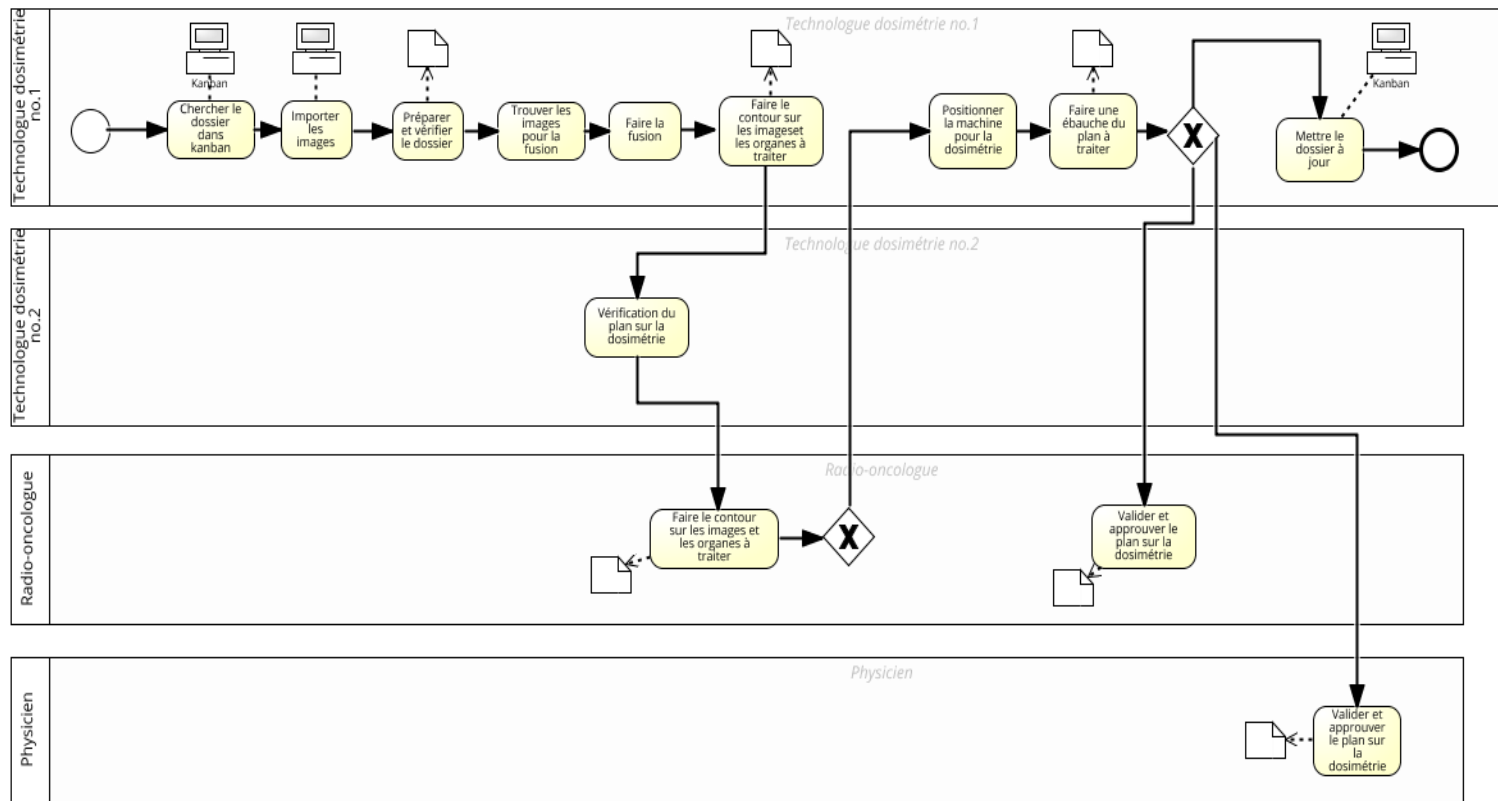 Technologue dosimétrie
no.1
Technologue dosimétrie no.1
Kanban
Kanban
Chercher le
dossier
dans
kanban
Importer
les
images
Préparer
et vérifier
le dossier
Trouver les
images
pour la
fusion
Faire la
fusion
Faire le
contour sur
les imageset
les organes à
traiter
Positionner
la machine
pour la
dosimétrie
Faire une
ébauche du
plan à
traiter
X
Mettre le
dossier à
jour
Technologue dosimétrie
no.2
Technologue dosimétrie no.2
Vérification du
plan sur la
dosimétrie
Radio-oncologue
Radio-oncologue
Faire le contour
sur les images et
les organes à
traiter
X
Valider et
approuver le
plan sur la
dosimétrie
Physicien
Physicien
Valider et
approuver
le plan sur
la
dosimétrie